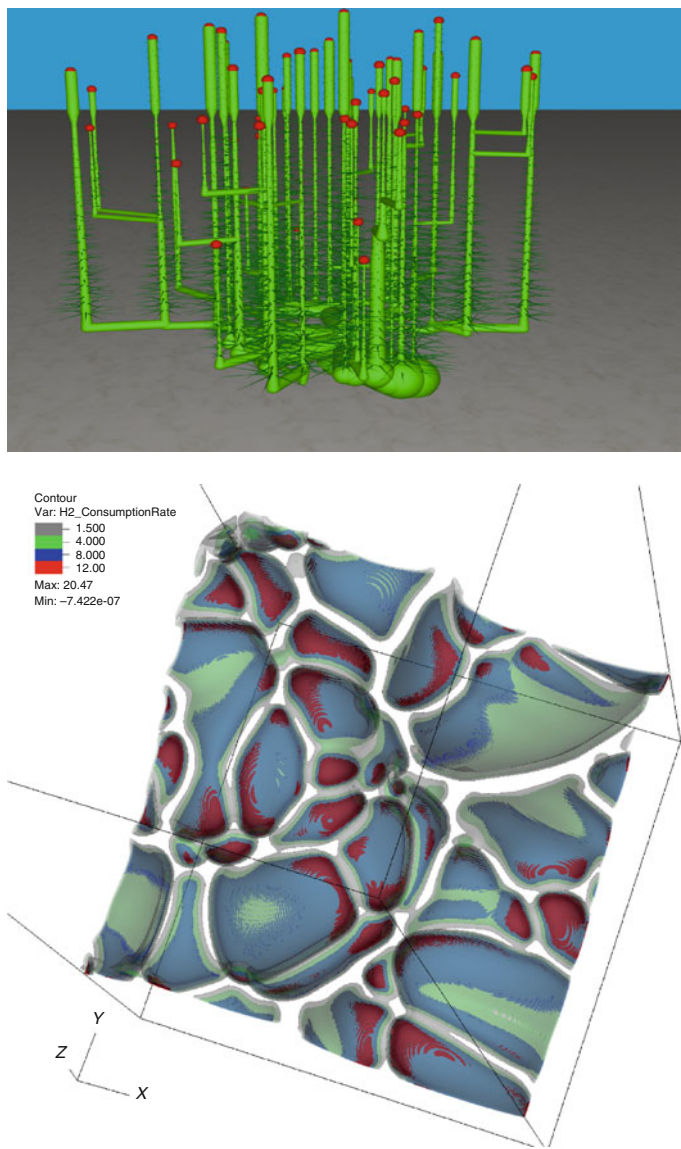 Contour
Var: H2_ConsumptionRate
1.500
4.000
8.000
12.00
Max: 20.47
Min: –7.422e-07
Y
Z
X